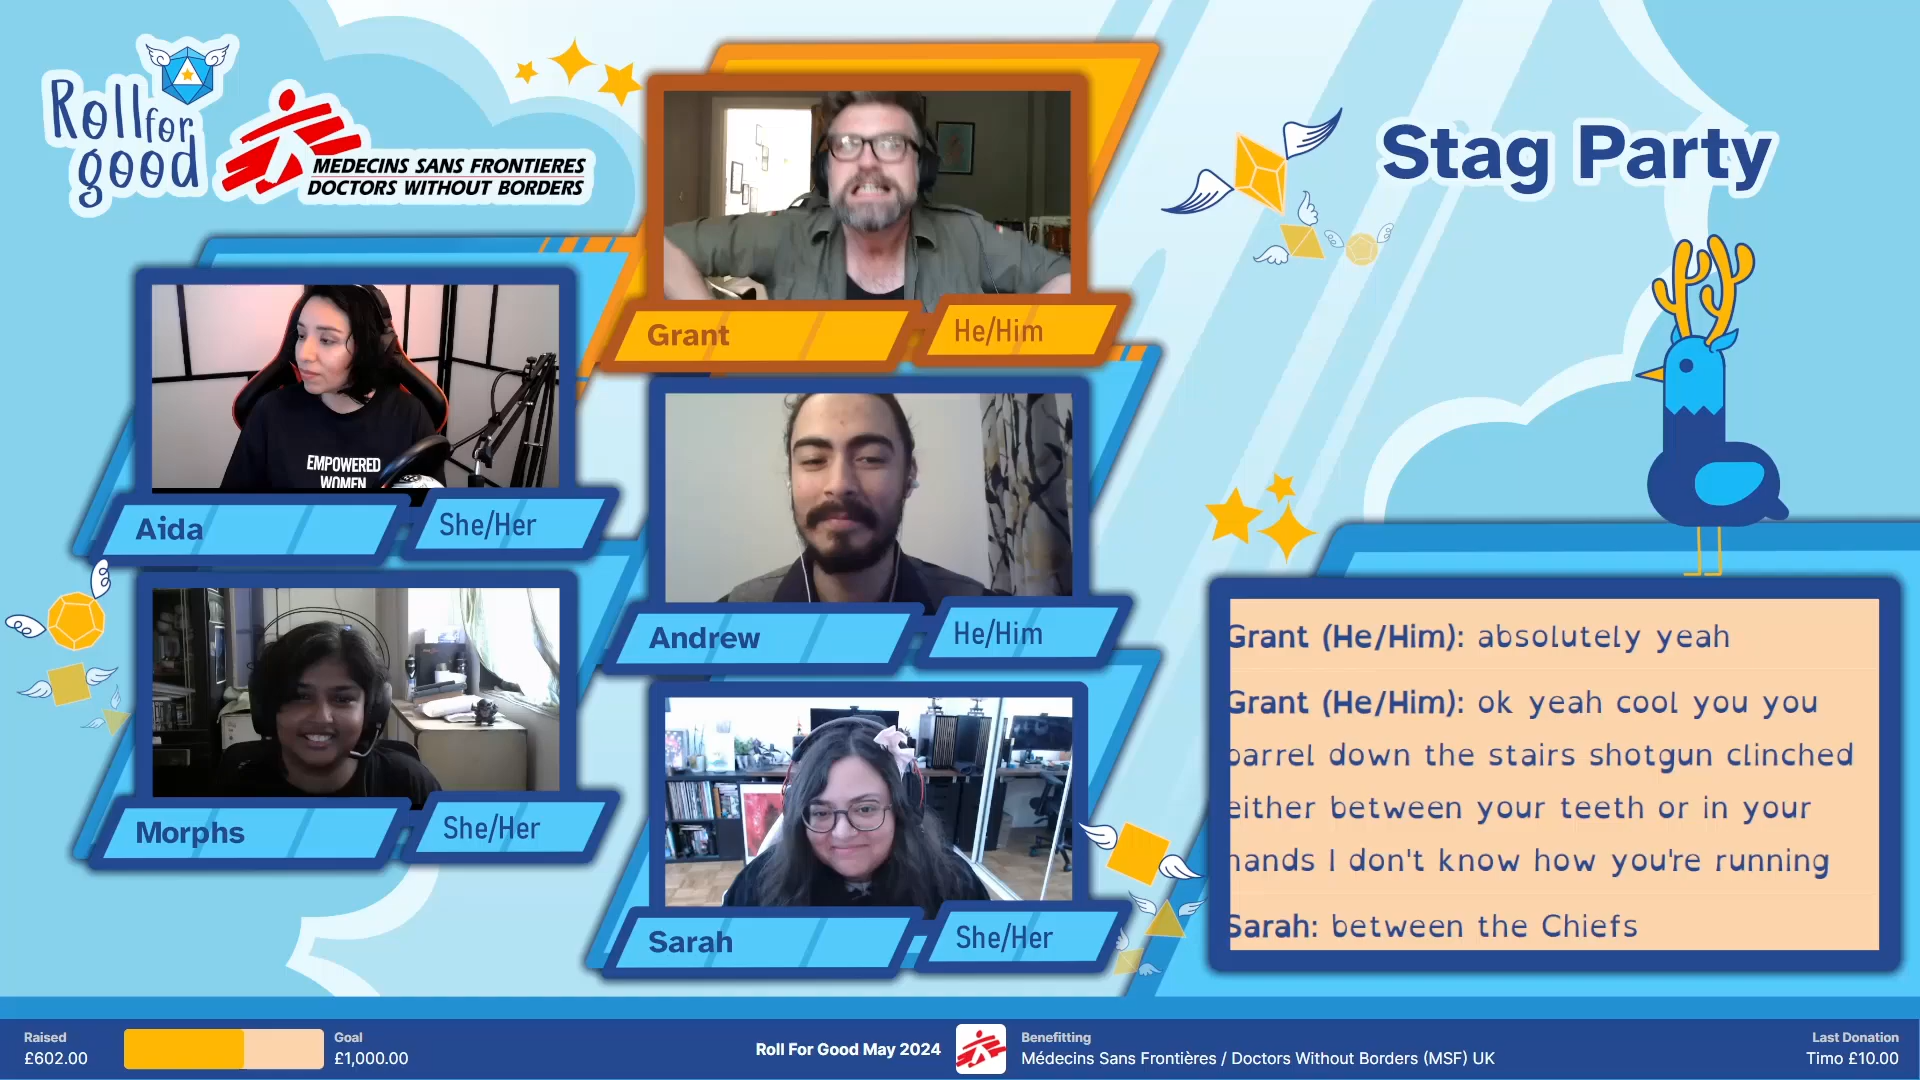 Roll for
good
MEDECINS SANS FRONTIERES
DOCTORS WITHOUT BORDERS
Stag Party
Grant
He/Him
EMPOWERED
WOMEN
Aida
She/Her
Andrew
He/Him
Morphs
She/Her
Sarah
She/Her
Grant (He/Him): absolutely yeah
Grant (He/Him): ok yeah cool you you
barrel down the stairs shotgun clinched
either between your teeth or in your
hands I don't know how you're running
Sarah: between the Chiefs
Raised
£602.00
Goal
£1,000.00
Roll For Good May 2024
Benefitting
Médecins Sans Frontières / Doctors Without Borders (MSF) UK
Last Donation
Timo £10.00